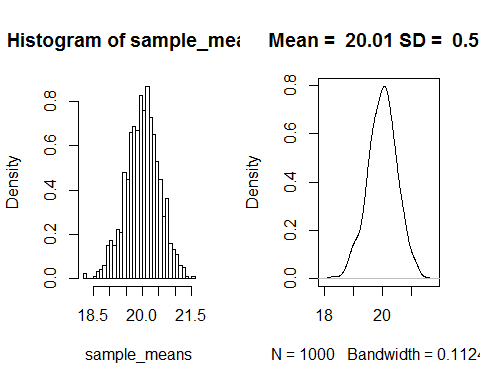 Histogram of sample_mea
Density
0.0 0.2 0.4 0.6 0.8
18.5 20.0 21.5
sample_means
Mean = 20.01 SD = 0.5
Density
0.0 0.2 0.4 0.6 0.8
18 20
N = 1000 Bandwidth = 0.1124